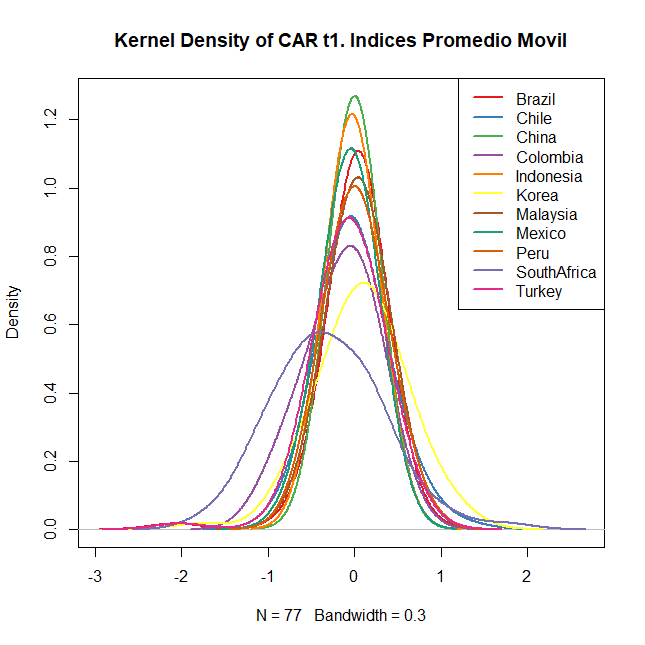 Kernel Density of CAR t1. Indices Promedio Movil
Density
0.0
0.2
0.4
0.6
0.8
1.0
1.2
Brazil
Chile
China
Colombia
Indonesia
Korea
Malaysia
Mexico
Peru
SouthAfrica
Turkey
-3 -2 -1 0 1 2
N = 77 Bandwidth = 0.3